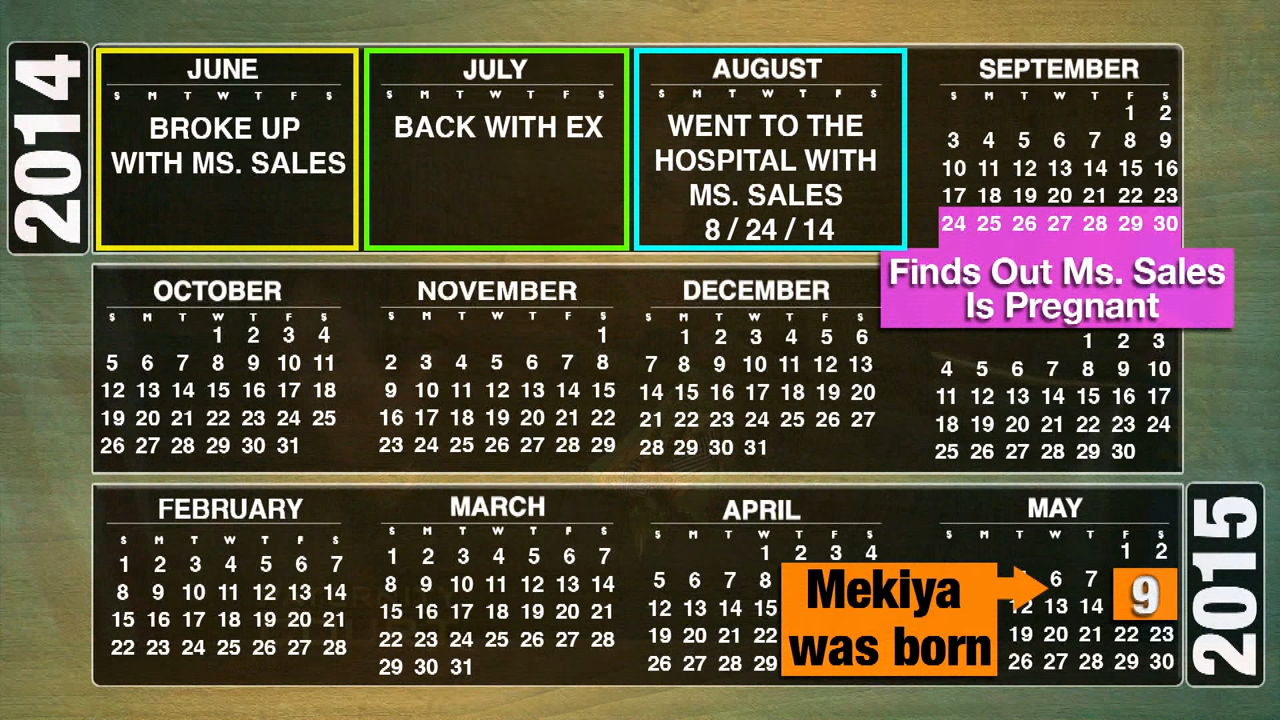 2014
JUNE
S M T W T F S
BROKE UP
WITH MS. SALES
JULY
S M T W T F S
BACK WITH EX
AUGUST
S M T W T F S
WENT TO THE
HOSPITAL WITH
MS. SALES
8 / 24 / 14
SEPTEMBER
S M T W T F S
1 2
3 4 5 6 7 8 9
10 11 12 13 14 15 16
17 18 19 20 21 22 23
24 25 26 27 28 29 30
Finds Out Ms. Sales
Is Pregnant
OCTOBER
S M T W T F S
1 2 3 4
5 6 7 8 9 10 11
12 13 14 15 16 17 18
19 20 21 22 23 24 25
26 27 28 29 30 31
NOVEMBER
S M T W T F S
1
2 3 4 5 6 7 8
9 10 11 12 13 14 15
16 17 18 19 20 21 22
23 24 25 26 27 28 29
DECEMBER
S M T W T F S
1 2 3 4 5 6
7 8 9 10 11 12 13
14 15 16 17 18 19 20
21 22 23 24 25 26 27
28 29 30 31
1 2 3
4 5 6 7 8 9 10
11 12 13 14 15 16 17
18 19 20 21 22 23 24
25 26 27 28 29 30
FEBRUARY
S M T W T F S
1 2 3 4 5 6 7
8 9 10 11 12 13 14
15 16 17 18 19 20 21
22 23 24 25 26 27 28
MARCH
S M T W T F S
1 2 3 4 5 6 7
8 9 10 11 12 13 14
15 16 17 18 19 20 21
22 23 24 25 26 27 28
29 30 31
APRIL
S M T W T F S
1 2 3 4
5 6 7 8
12 13 14 15
19 20 21 22
26 27 28 29
MAY
S M T W T F S
1 2
6 7
12 13 14
19 20 21 22 23
26 27 28 29 30
9
Mekiya
was born
2015